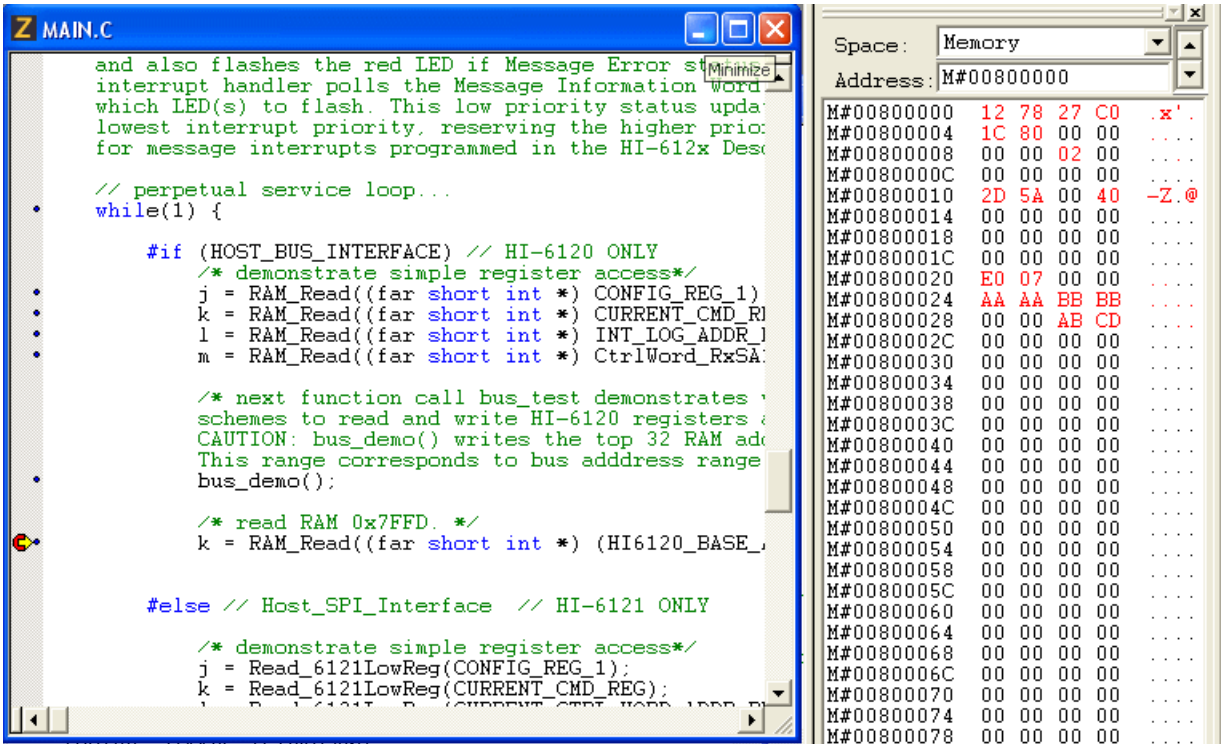 MAIN.C
Minimize
and also flashes the red LED if Message Error
interrupt handler polls the Message Information Word
which LED(s) to flash. This low priority status
lowest interrupt priority, reserving the higher
for message interrupts programmed in the HI-612x
// perpetual service loop...
while(1) {
#if (HOST_BUS_INTERFACE) // HI-6120 ONLY
/* demonstrate simple register access*/
j = RAM_Read((far short int *) CONFIG_REG_1)
k = RAM_Read((far short int *)
l = RAM_Read((far short int *)
m = RAM_Read((far short int *)
/* next function call bus_test demonstrates
schemes to read and write HI-6120 registers
CAUTION: bus_demo() writes the top 32 RAM
This range corresponds to bus adddress range
bus_demo();
/* read RAM 0x7FFD. */
k = RAM_Read((far short int *)
#else // Host_SPI_Interface // HI-6121 ONLY
/* demonstrate simple register access*/
j = Read_6121LowReg(CONFIG_REG_1);
k = Read_6121LowReg(CURRENT_CMD_REG);
Space: Memory
Address: M#00800000
M#00800000 12 78 27 C0 .x'.
M#00800004 1C 80 00 00 ....
M#00800008 00 00 02 00 ....
M#0080000C 00 00 00 00 ....
M#00800010 2D 5A 00 40 -Z.@
M#00800014 00 00 00 00 ....
M#00800018 00 00 00 00 ....
M#0080001C 00 00 00 00 ....
M#00800020 E0 07 00 00 ....
M#00800024 AA AA BB BB ....
M#00800028 00 00 AB CD ....
M#0080002C 00 00 00 00 ....
M#00800030 00 00 00 00 ....
M#00800034 00 00 00 00 ....
M#00800038 00 00 00 00 ....
M#0080003C 00 00 00 00 ....
M#00800040 00 00 00 00 ....
M#00800044 00 00 00 00 ....
M#00800048 00 00 00 00 ....
M#0080004C 00 00 00 00 ....
M#00800050 00 00 00 00 ....
M#00800054 00 00 00 00 ....
M#00800058 00 00 00 00 ....
M#0080005C 00 00 00 00 ....
M#00800060 00 00 00 00 ....
M#00800064 00 00 00 00 ....
M#00800068 00 00 00 00 ....
M#0080006C 00 00 00 00 ....
M#00800070 00 00 00 00 ....
M#00800074 00 00 00 00 ....
M#00800078 00 00 00 00 ....